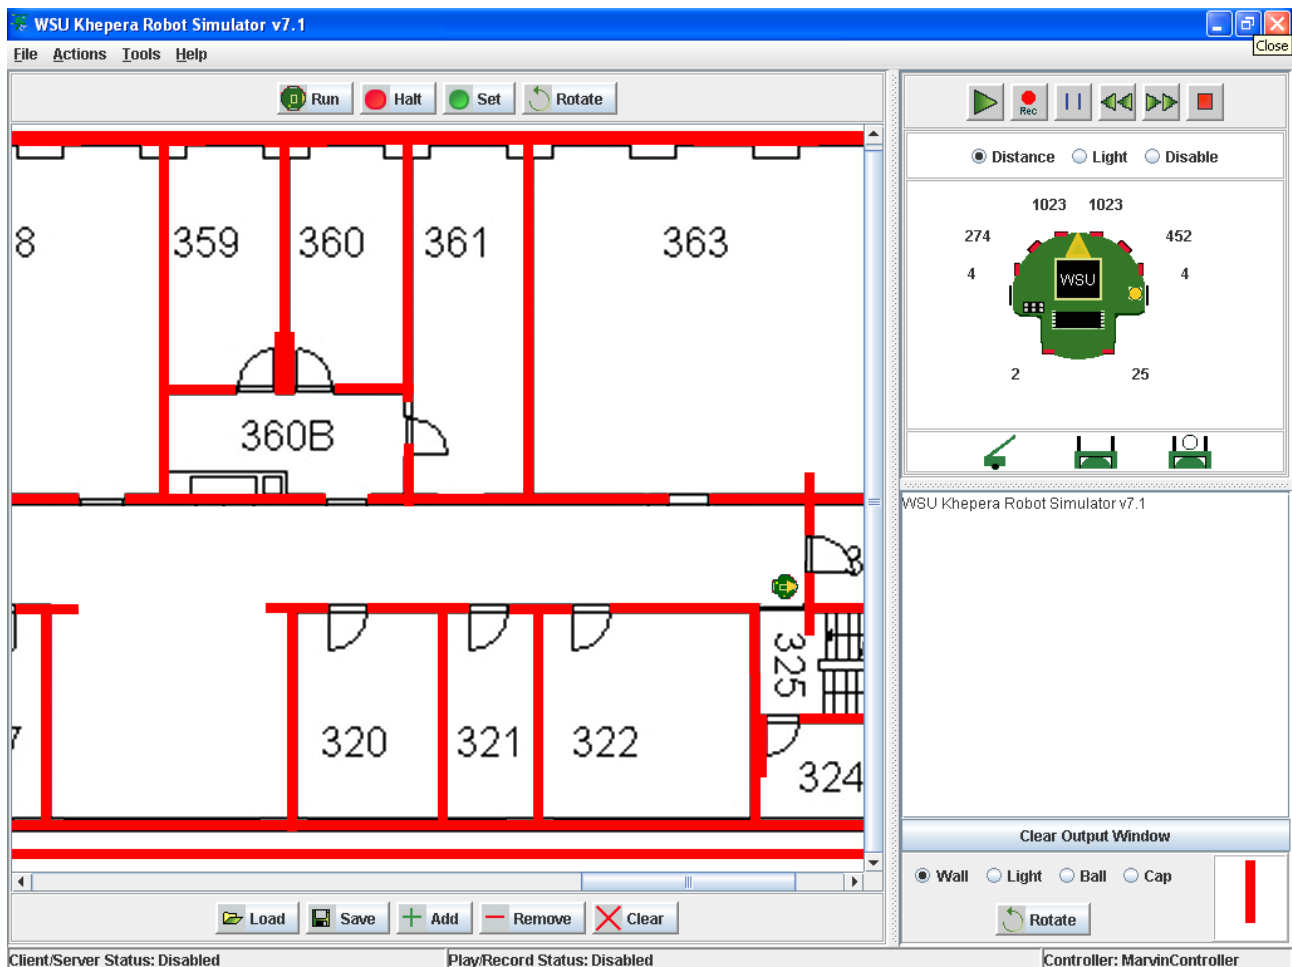 WSU Khepera Robot Simulator v7.1
Close
File Actions Tools Help
Run Halt Set Rotate
Rec
Distance Light Disable
1023 1023
274 452
4 4
WSU
2 25
8 359 360 361 363
360B
WSU Khepera Robot Simulator v7.1
325
320 321 322
324
Clear Output Window
Wall Light Ball Cap
Rotate
Load Save Add Remove Clear
Client/Server Status: Disabled Play/Record Status: Disabled Controller: MarvinController